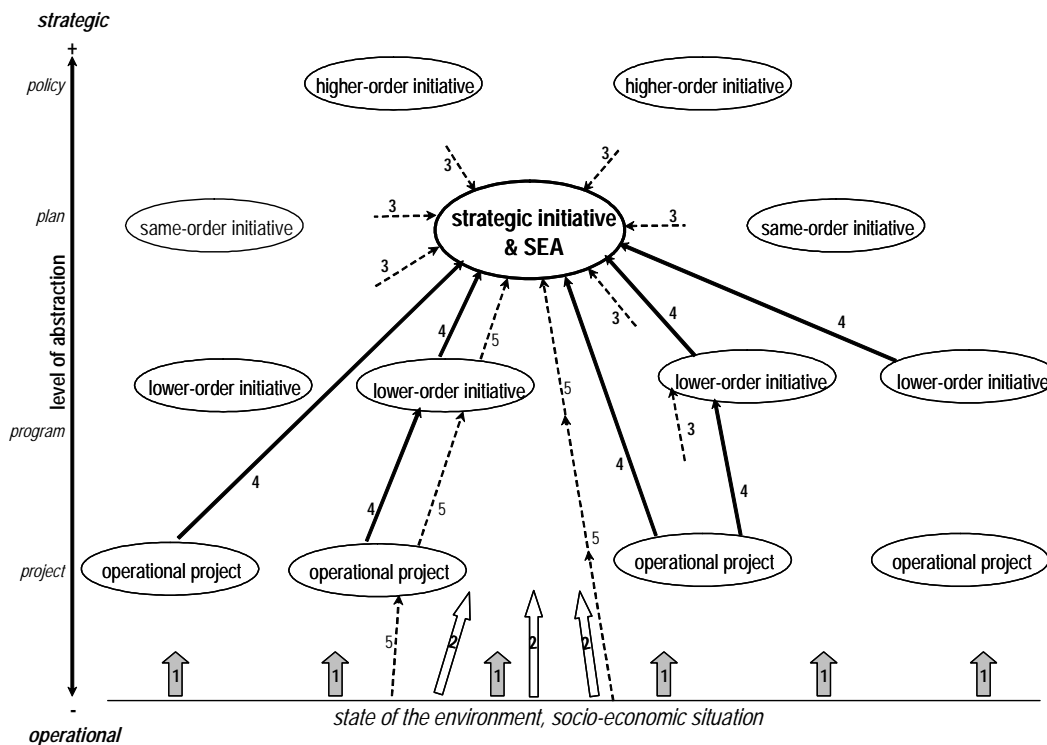 strategic
+
policy
higher-order initiative
higher-order initiative
3
3
plan
same-order initiative
3
strategic initiative
& SEA
3
same-order initiative
3
3
level of abstraction
4
5
4
4
lower-order initiative
lower-order initiative
5
lower-order initiative
lower-order initiative
program
3
4
4
4
5
4
5
project
operational project
operational project
operational project
operational project
5
2
2
2
1
1
1
1
1
1
-
operational
state of the environment, socio-economic situation